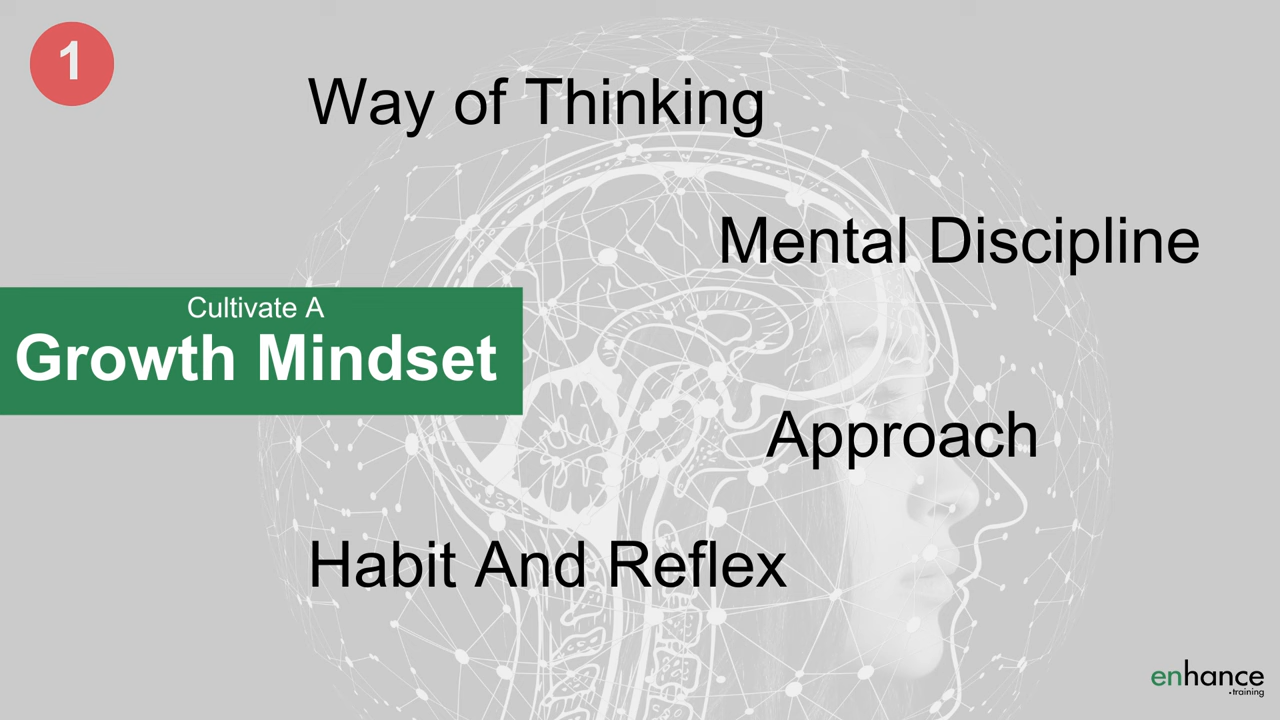 1
Way of Thinking
Mental Discipline
Cultivate A
Growth Mindset
Approach
Habit And Reflex
enhance
.training